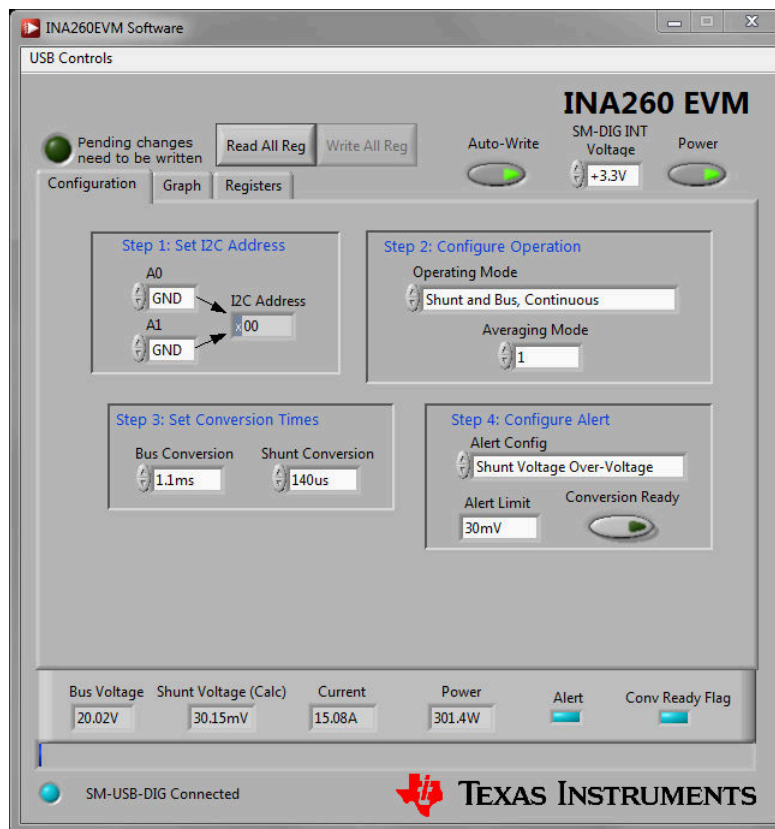 INA260EVM Software
USB Controls
INA260 EVM
Pending changes
need to be written
Read All Reg
Write All Reg
Auto-Write
SM-DIG INT
Voltage
+3.3V
Power
Configuration
Graph
Registers
Step 1: Set I2C Address
A0
GND
I2C Address
x00
A1
GND
Step 2: Configure Operation
Operating Mode
Shunt and Bus, Continuous
Averaging Mode
1
Step 3: Set Conversion Times
Bus Conversion
Shunt Conversion
1.1ms
140us
Step 4: Configure Alert
Alert Config
Shunt Voltage Over-Voltage
Alert Limit
Conversion Ready
30mV
Bus Voltage
Shunt Voltage (Calc)
Current
Power
Alert
Conv Ready Flag
20.02V
30.15mV
15.08A
301.4W
SM-USB-DIG Connected
TEXAS INSTRUMENTS